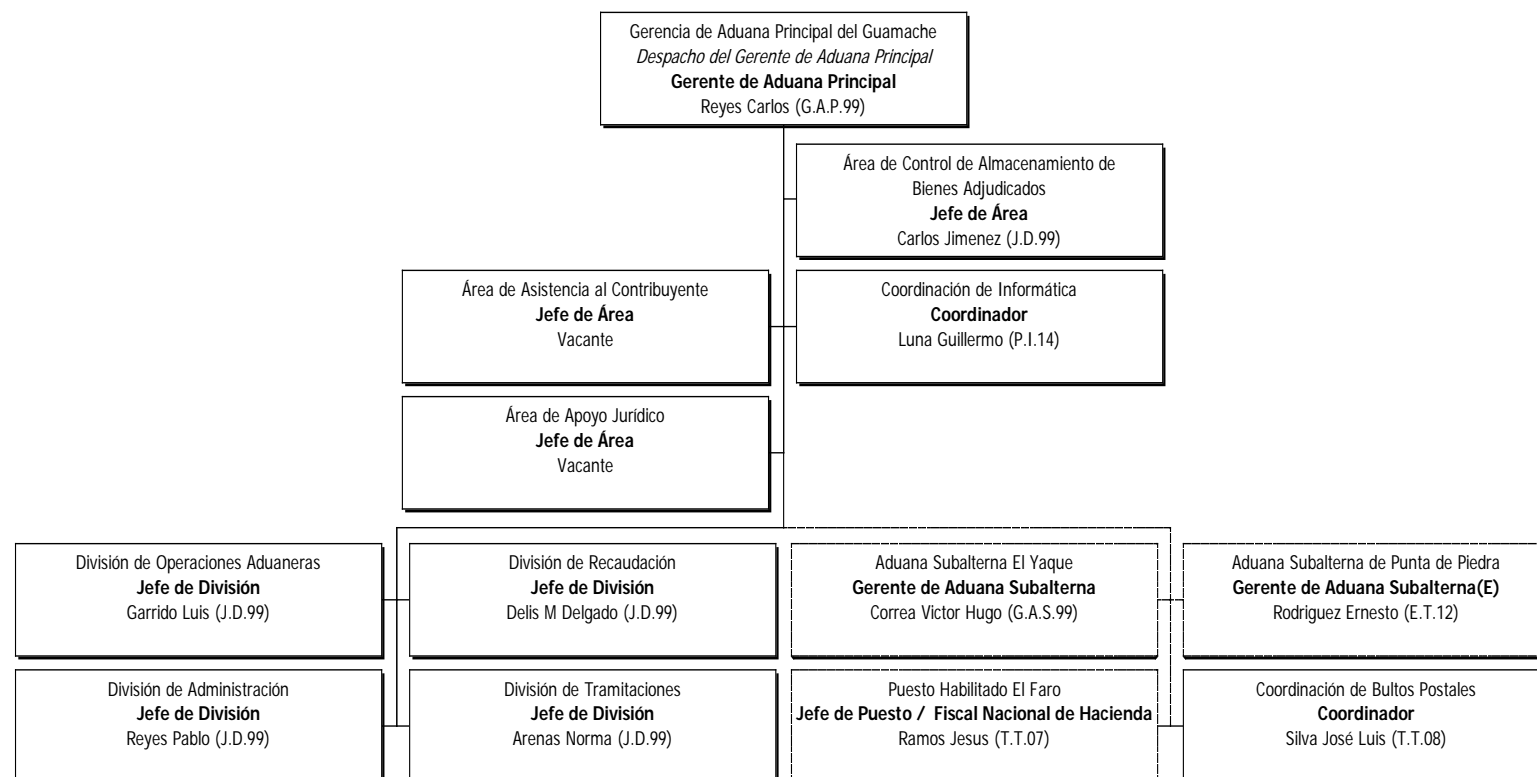 Gerencia de Aduana Principal del Guamache
Despacho del Gerente de Aduana Principal
Gerente de Aduana Principal
Reyes Carlos (G.A.P.99)
Área de Control de Almacenamiento de
Bienes Adjudicados
Jefe de Área
Carlos Jimenez (J.D.99)
Área de Asistencia al Contribuyente
Jefe de Área
Vacante
Coordinación de Informática
Coordinador
Luna Guillermo (P.I.14)
Área de Apoyo Jurídico
Jefe de Área
Vacante
División de Operaciones Aduaneras
Jefe de División
Garrido Luis (J.D.99)
División de Recaudación
Jefe de División
Delis M Delgado (J.D.99)
Aduana Subalterna El Yaque
Gerente de Aduana Subalterna
Correa Victor Hugo (G.A.S.99)
Aduana Subalterna de Punta de Piedra
Gerente de Aduana Subalterna(E)
Rodriguez Ernesto (E.T.12)
División de Administración
Jefe de División
Reyes Pablo (J.D.99)
División de Tramitaciones
Jefe de División
Arenas Norma (J.D.99)
Puesto Habilitado El Faro
Jefe de Puesto / Fiscal Nacional de Hacienda
Ramos Jesus (T.T.07)
Coordinación de Bultos Postales
Coordinador
Silva José Luis (T.T.08)